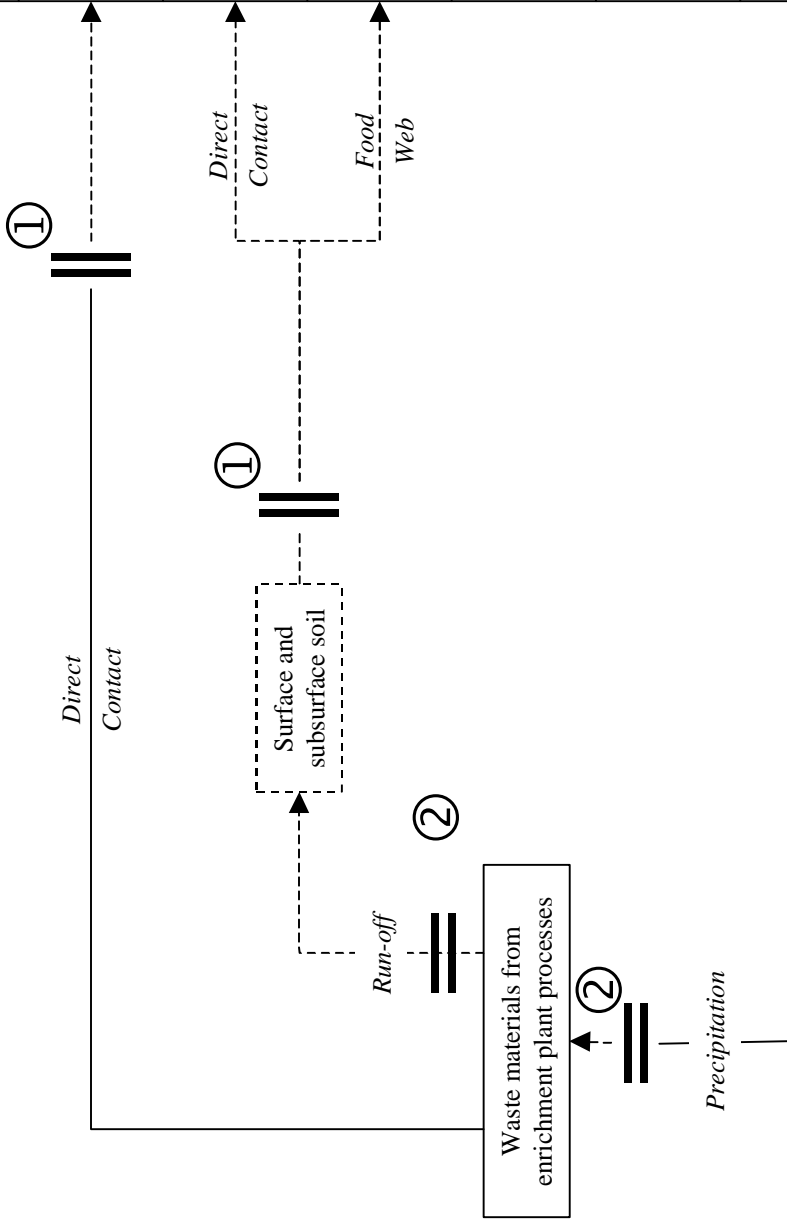 ①
Direct
Contact
①
Direct
Contact
Food
Web
Surface and
subsurface soil
②
Run-off
Waste materials from
enrichment plant processes
②
Precipitation